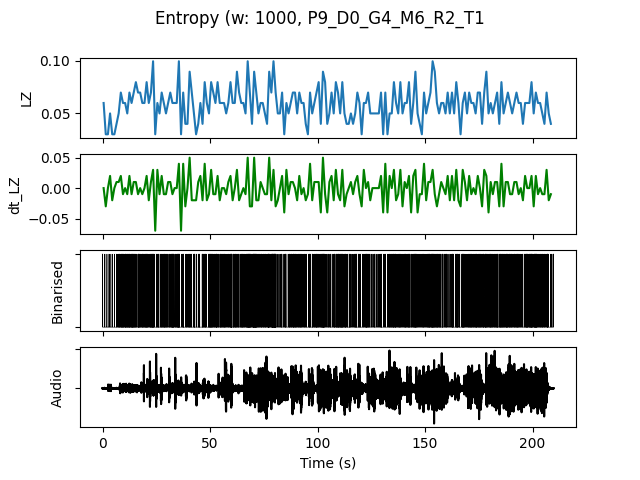 Entropy (w: 1000, P9_D0_G4_M6_R2_T1
0.10
0.05
LZ
0.05
0.00
−0.05
dt_LZ
Binarised
Audio
0 50 100 150 200
Time (s)